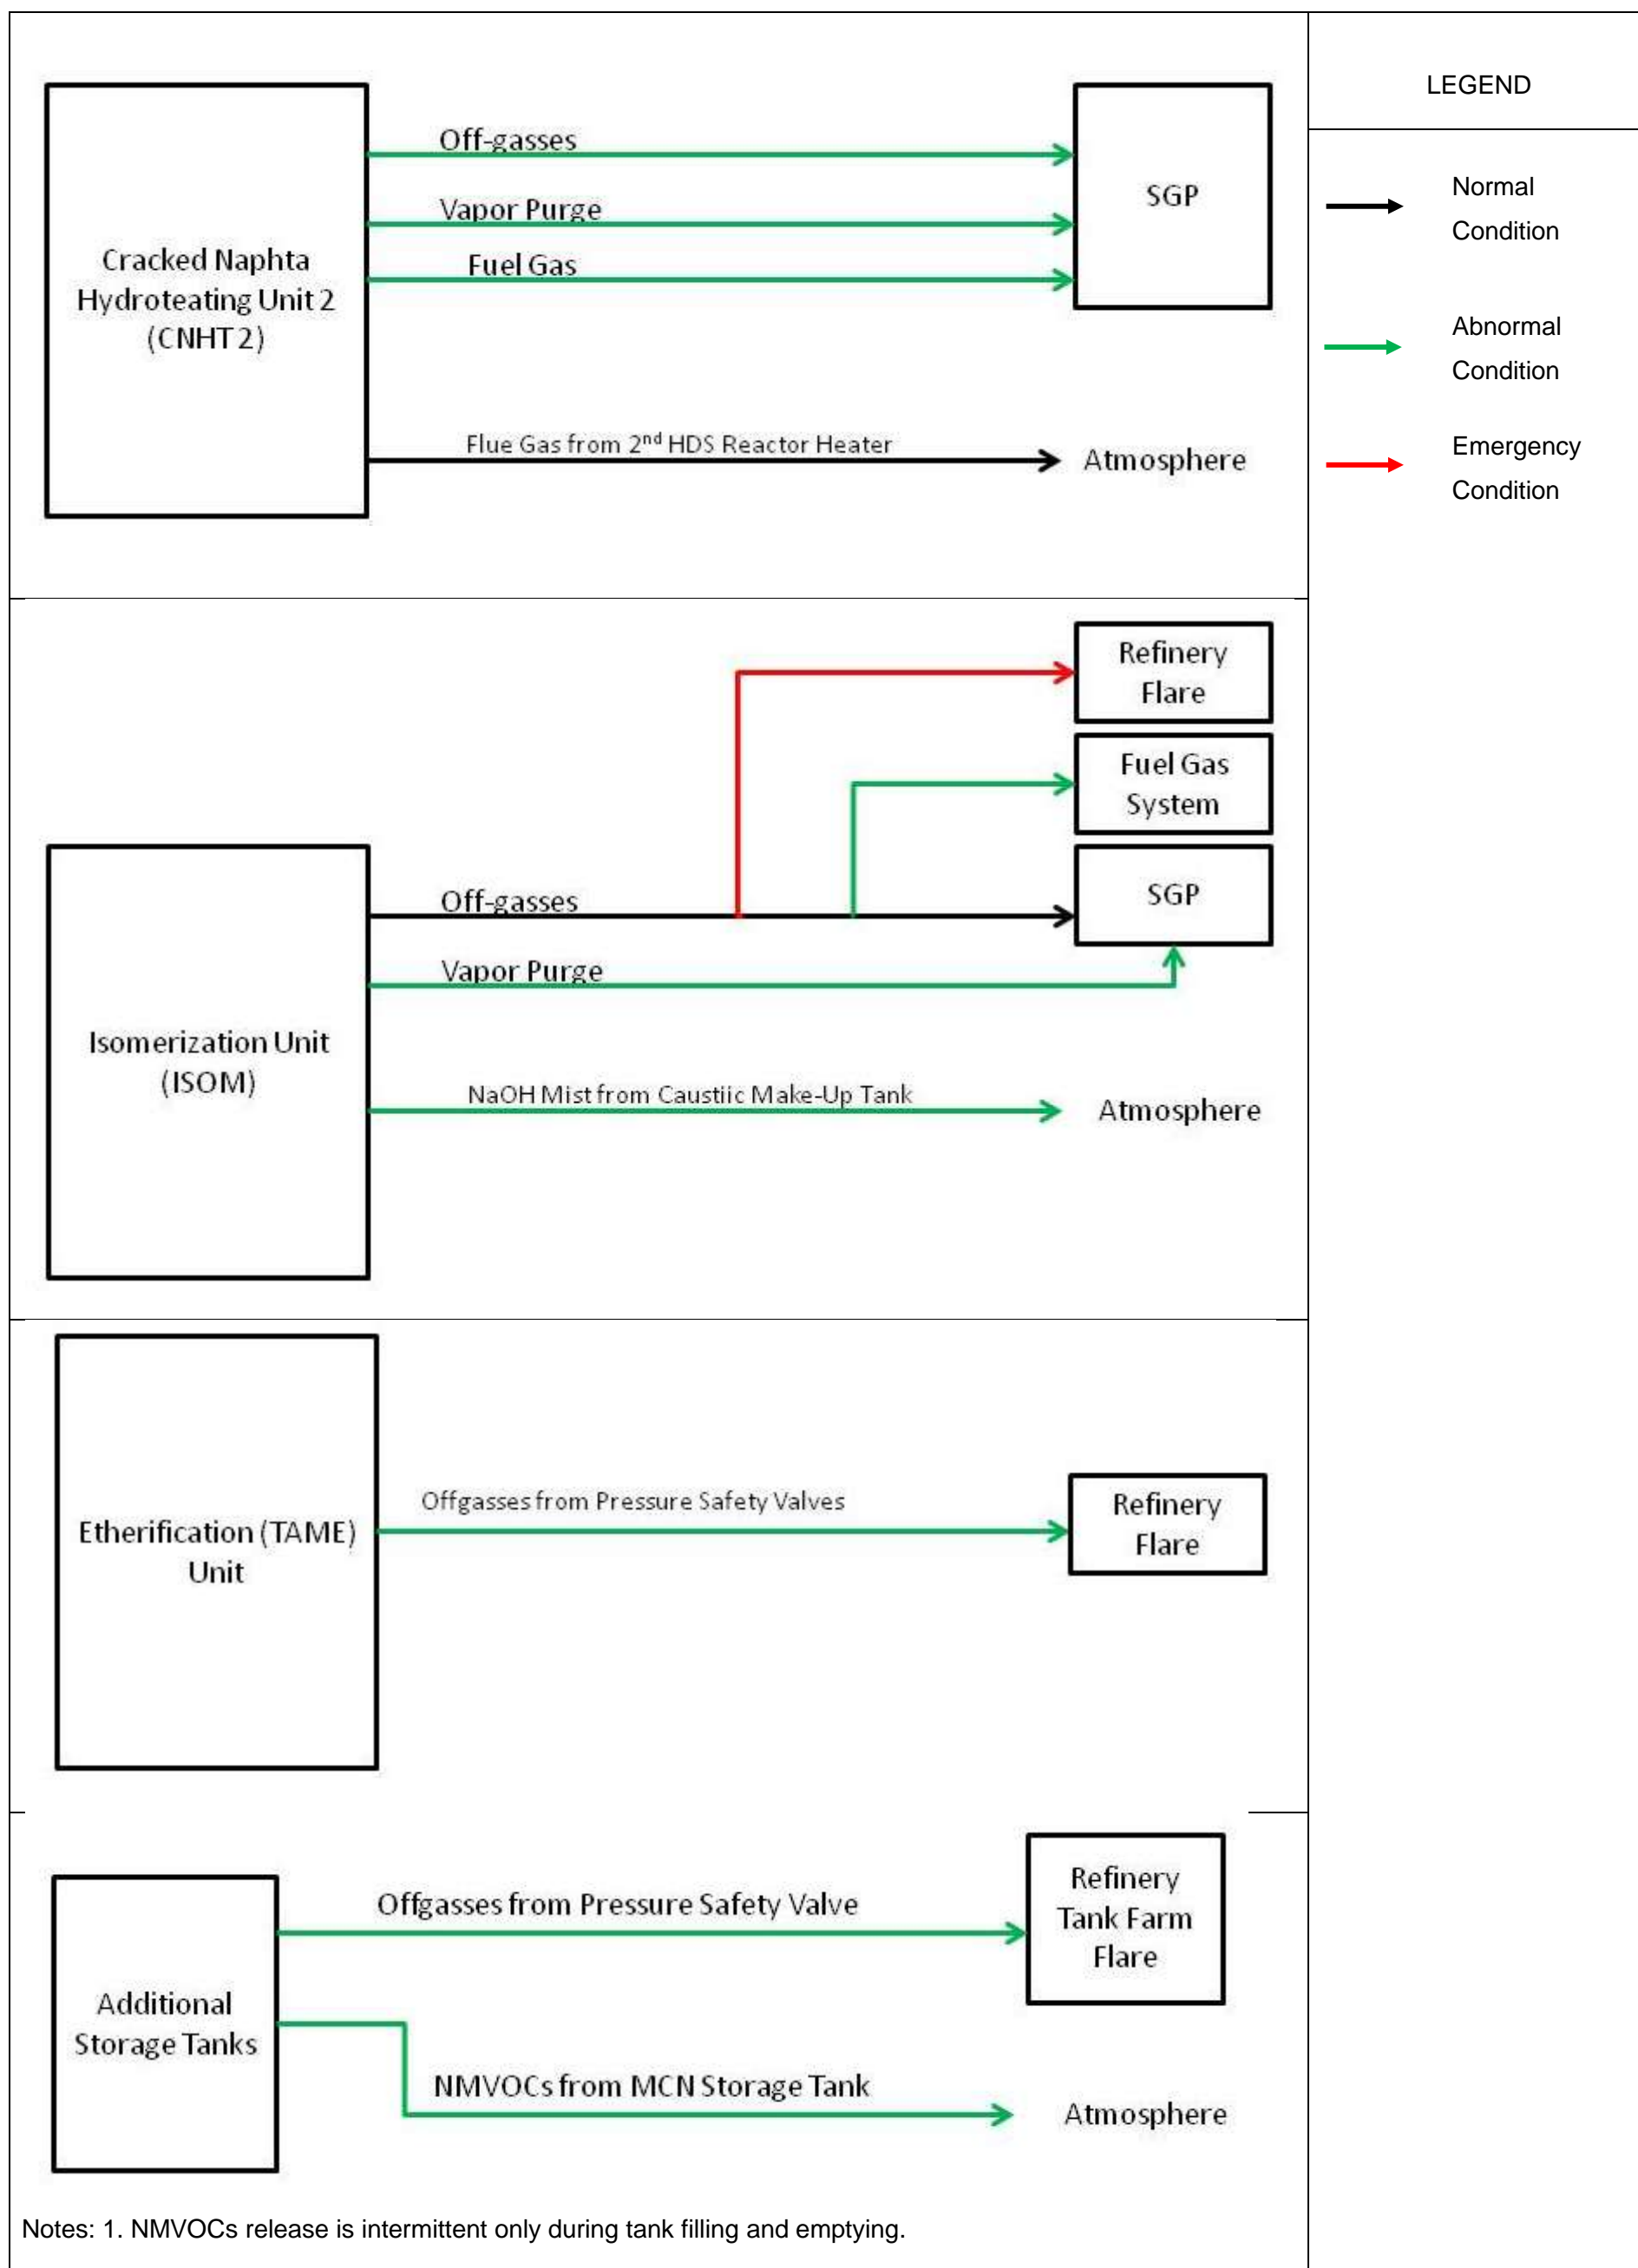 LEGEND
Normal
Condition
Abnormal
Condition
Emergency
Condition
Cracked Naphta
Hydroteating Unit 2
(CNHT 2)
Off-gasses
Vapor Purge
Fuel Gas
SGP
Flue Gas from 2nd HDS Reactor Heater
Atmosphere
Refinery
Flare
Fuel Gas
System
SGP
Isomerization Unit
(ISOM)
Off-gasses
Vapor Purge
NaOH Mist from Caustiic Make-Up Tank
Atmosphere
Etherification (TAME)
Unit
Offgasses from Pressure Safety Valves
Refinery
Flare
Additional
Storage Tanks
Offgasses from Pressure Safety Valve
Refinery
Tank Farm
Flare
NMVOCs from MCN Storage Tank
Atmosphere
Notes: 1. NMVOCs release is intermittent only during tank filling and emptying.